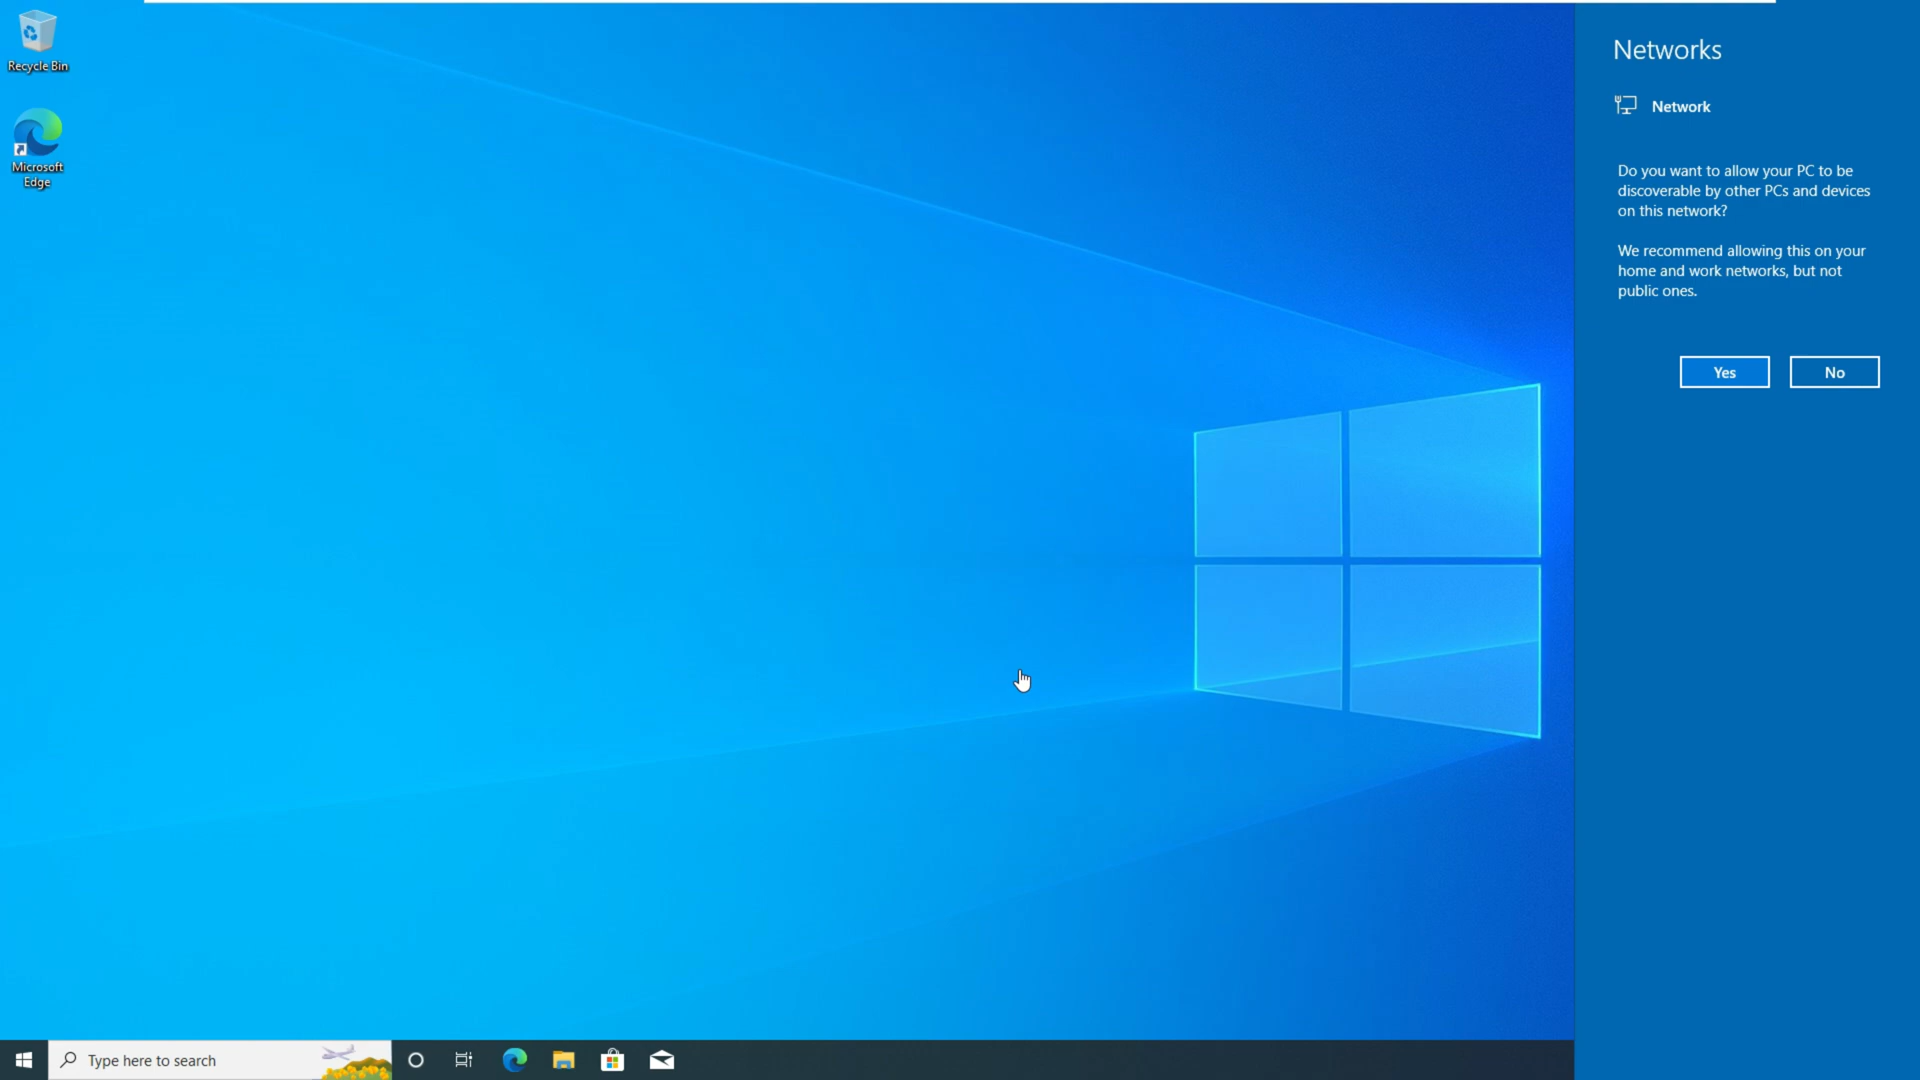 Recycle Bin
Microsoft
Edge
Networks
Network
Do you want to allow your PC to be
discoverable by other PCs and devices
on this network?
We recommend allowing this on your
home and work networks, but not
public ones.
Yes
No
Type here to search